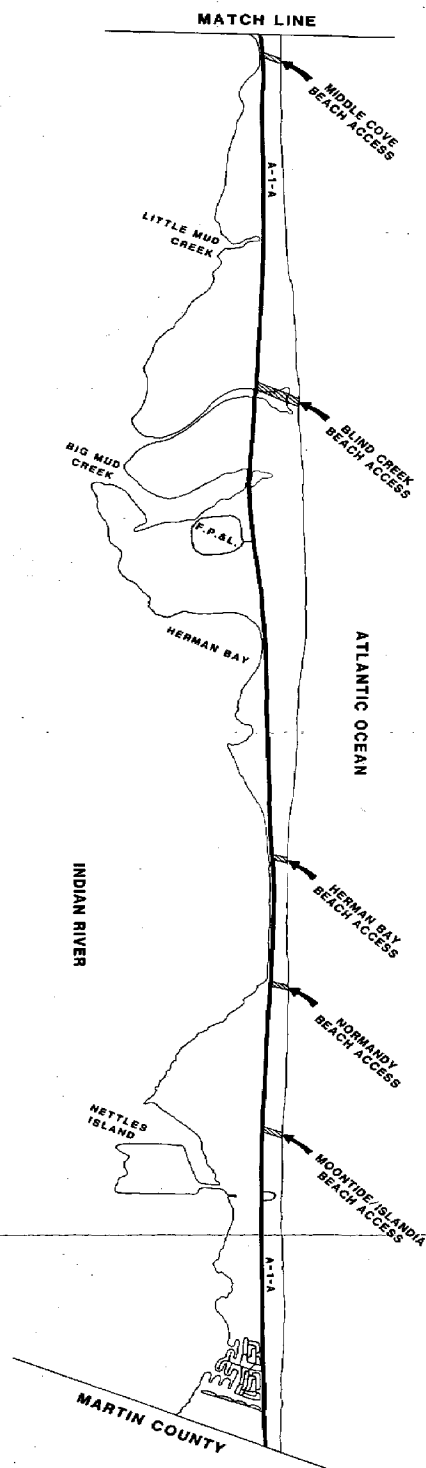 MATCH LINE
MIDDLE COVE
BEACH ACCESS
A-1-A
LITTLE MUD
CREEK
BLIND CREEK
BEACH ACCESS
BIG MUD
CREEK
F.P.&L.
HERMAN BAY
ATLANTIC OCEAN
HERMAN BAY
BEACH ACCESS
INDIAN RIVER
NORMANDY
BEACH ACCESS
NETTLES
ISLAND
MOONTIDE/ISLANDIA
BEACH ACCESS
A-1-A
MARTIN COUNTY